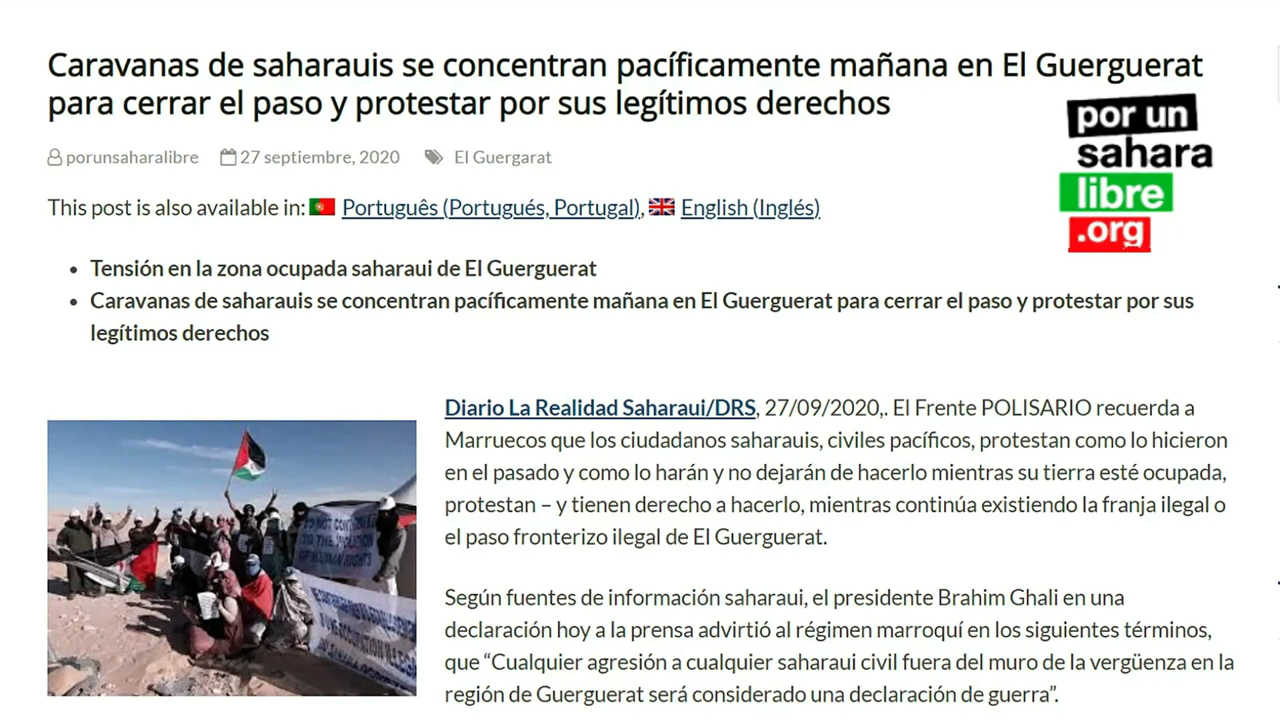 Caravanas de saharauis se concentran pacíficamente mañana en El Guerguerat
para cerrar el paso y protestar por sus legítimos derechos
por un
sahara
libre
.org
porunsaharalibre 27 septiembre, 2020 El Guergarat
This post is also available in: Português (Portugués, Portugal), English (Inglés)
Tensión en la zona ocupada saharaui de El Guerguerat
Caravanas de saharauis se concentran pacíficamente mañana en El Guerguerat para cerrar el paso y protestar por sus
legítimos derechos
Diario La Realidad Saharaui/DRS, 27/09/2020,. El Frente POLISARIO recuerda a
Marruecos que los ciudadanos saharauis, civiles pacíficos, protestan como lo hicieron
en el pasado y como lo harán y no dejarán de hacerlo mientras su tierra esté ocupada,
protestan – y tienen derecho a hacerlo, mientras continúa existiendo la franja ilegal o
el paso fronterizo ilegal de El Guerguerat.
Según fuentes de información saharaui, el presidente Brahim Ghali en una
declaración hoy a la prensa advirtió al régimen marroquí en los siguientes términos,
que “Cualquier agresión a cualquier saharaui civil fuera del muro de la vergüenza en la
región de Guerguerat será considerado una declaración de guerra”.
DO NOT
TO THE VIOLATION
OF HUMAN RIGHTS